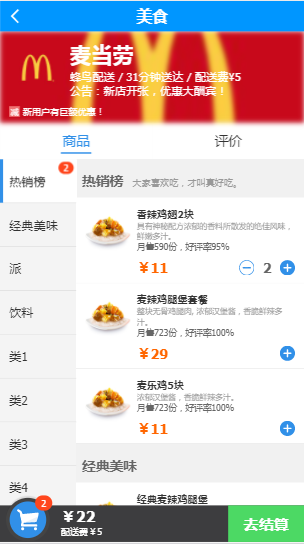 美食
麦当劳
蜂鸟配送 / 31分钟送达 / 配送费¥5
公告：新店开张，优惠大酬宾！
减 新用户有巨额优惠！
商品 评价
热销榜 2
经典美味
派
饮料
类1
类2
类3
类4
热销榜 大家喜欢吃，才叫真好吃。
香辣鸡翅2块
具有神秘配方浓郁的香料所散发的绝佳风味，
鲜嫩多汁。
月售590份，好评率95%
¥11 2
麦辣鸡腿堡套餐
整块无骨鸡腿肉, 浓郁汉堡酱，香脆鲜辣多
汁。
月售723份，好评率100%
¥29
麦乐鸡5块
浓郁汉堡酱，香脆鲜辣多汁。
月售723份，好评率100%
¥11
经典美味
经典麦辣鸡腿堡
2
¥22
配送费 ¥5
去结算